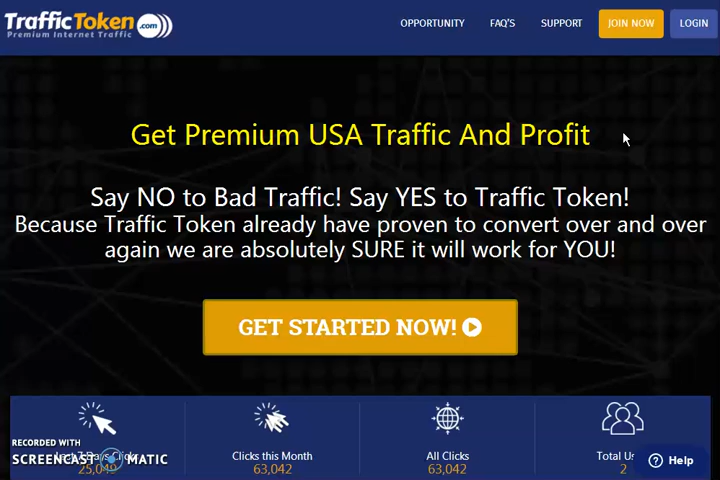 TrafficToken.com
Premium Internet Traffic
OPPORTUNITY FAQ'S SUPPORT JOIN NOW LOGIN
Get Premium USA Traffic And Profit
Say NO to Bad Traffic! Say YES to Traffic Token!
Because Traffic Token already have proven to convert over and over
again we are absolutely SURE it will work for YOU!
GET STARTED NOW!
RECORDED WITH
SCREENCAST MATIC
Clicks this Month All Clicks Total
63,042 63,042 2
Help